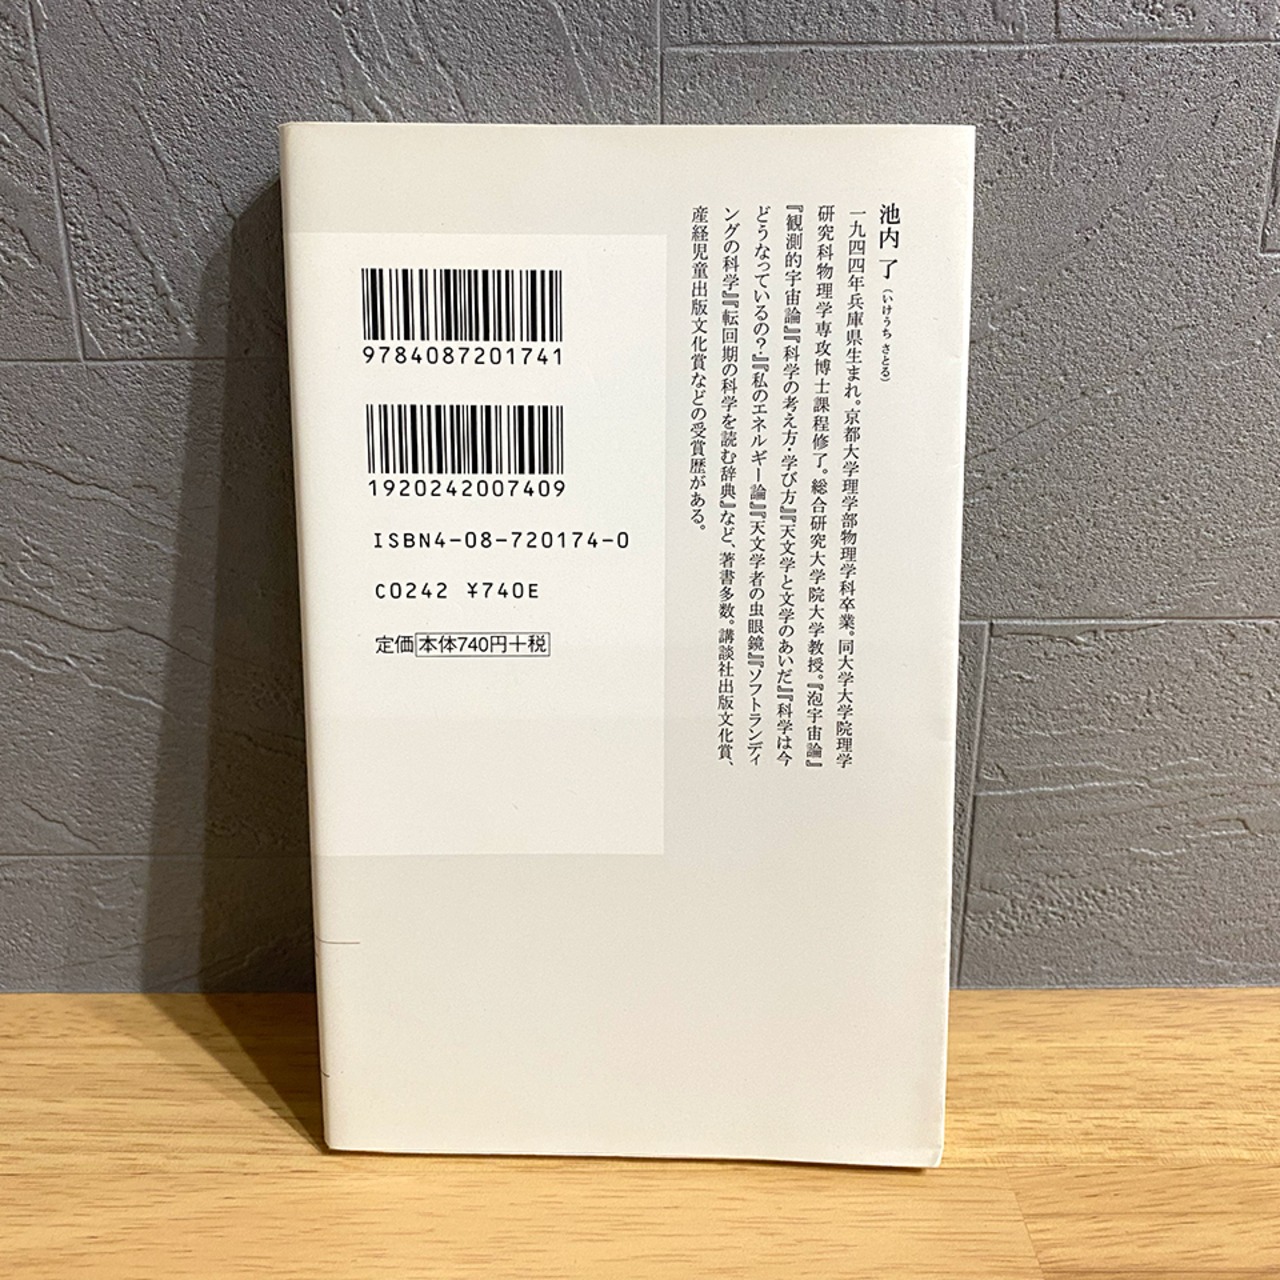 池内 了（いけうち さとる）
一九四四年兵庫県生まれ。京都大学理学部物理学科卒業。同大学大学院理学
研究科物理学専攻博士課程修了。総合研究大学院大学教授。『泡宇宙論』
『観測的宇宙論』『科学の考え方・学び方』『天文学と文学のあいだ』『科学は今
どうなっているの？』『私のエネルギー論』『天文学者の虫眼鏡』『ソフトランディ
ングの科学』『転回期の科学を読む辞典』など、著書多数。講談社出版文化賞、
産経児童出版文化賞などの受賞歴がある。
9784087201741
1920242007409
ISBN4-08-720174-0
C0242 ¥740E
定価 本体740円+税